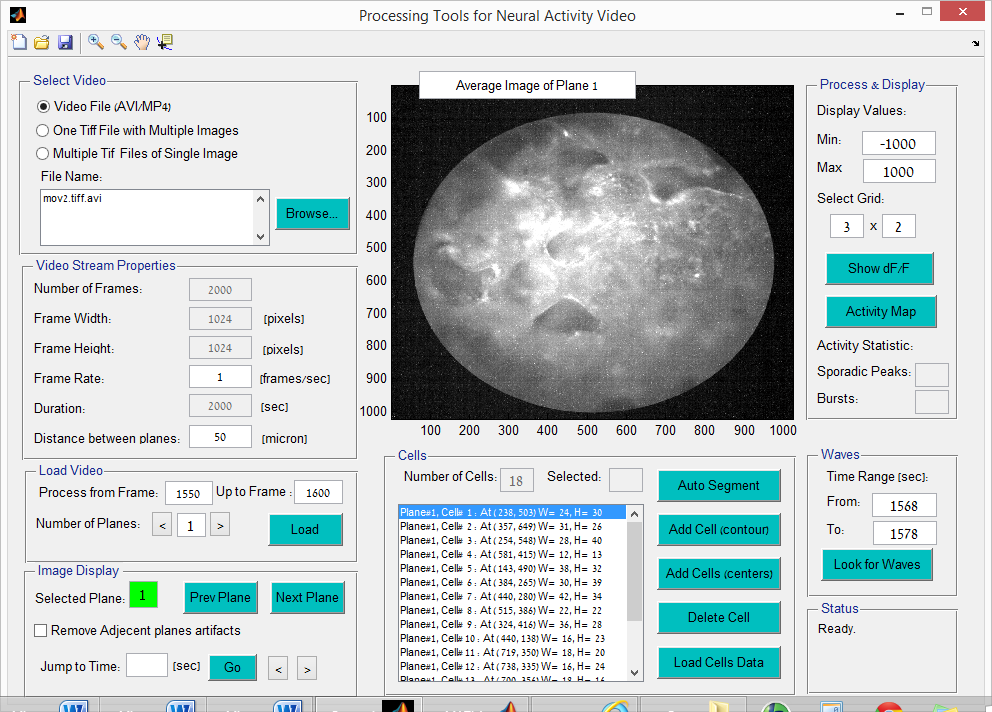 Processing Tools for Neural Activity Video
Select Video
Video File (AVI/MP4)
One Tiff File with Multiple Images
Multiple Tif Files of Single Image
File Name:
mov2.tiff.avi
Browse...
Video Stream Properties
Number of Frames: 2000
Frame Width: 1024 [pixels]
Frame Height: 1024 [pixels]
Frame Rate: 1 [frames/sec]
Duration: 2000 [sec]
Distance between planes: 50 [micron]
Load Video
Process from Frame: 1550 Up to Frame : 1600
Number of Planes: < 1 > Load
Image Display
Selected Plane: 1 Prev Plane Next Plane
Remove Adjecent planes artifacts
Jump to Time: [sec] Go < >
Average Image of Plane 1
100
200
300
400
500
600
700
800
900
1000
100 200 300 400 500 600 700 800 900 1000
Cells
Number of Cells: 18 Selected:
Plane#1, Cell# 1 : At (238, 503) W= 24, H= 30
Plane#1, Cell# 2 : At (357, 649) W= 31, H= 26
Plane#1, Cell# 3 : At (254, 548) W= 28, H= 40
Plane#1, Cell# 4 : At (581, 415) W= 12, H= 13
Plane#1, Cell# 5 : At (143, 490) W= 38, H= 32
Plane#1, Cell# 6 : At (384, 265) W= 30, H= 39
Plane#1, Cell# 7 : At (440, 280) W= 42, H= 34
Plane#1, Cell# 8 : At (515, 386) W= 22, H= 22
Plane#1, Cell# 9 : At (324, 416) W= 36, H= 28
Plane#1, Cell# 10 : At (440, 138) W= 16, H= 23
Plane#1, Cell# 11 : At (719, 350) W= 18, H= 20
Plane#1, Cell# 12 : At (738, 335) W= 16, H= 24
Plane#1, Cell# 13 : At (700, 356) W= 18, H= 16
Auto Segment
Add Cell (contour)
Add Cells (centers)
Delete Cell
Load Cells Data
Process & Display
Display Values:
Min: -1000
Max 1000
Select Grid:
3 x 2
Show dF/F
Activity Map
Activity Statistic:
Sporadic Peaks:
Bursts:
Waves
Time Range [sec]:
From: 1568
To: 1578
Look for Waves
Status
Ready.